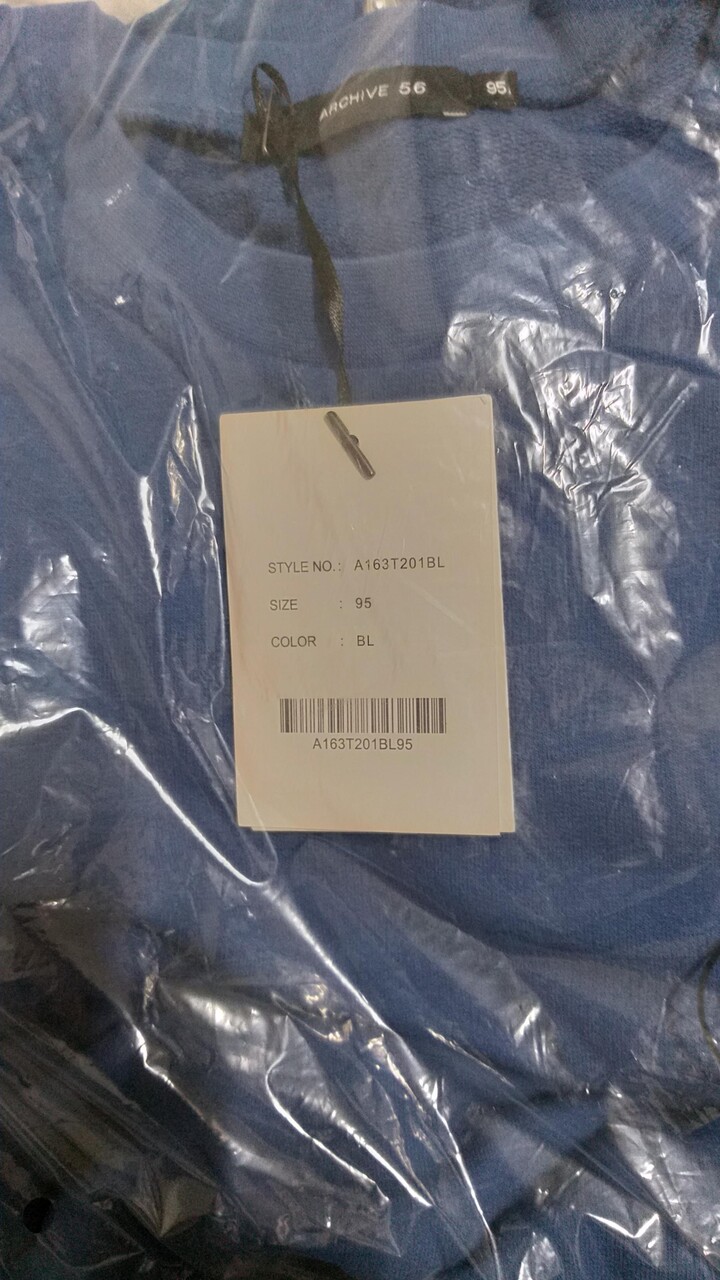 ARCHIVE 56 95
STYLE NO.: A163T201BL
SIZE : 95
COLOR : BL
A163T201BL95